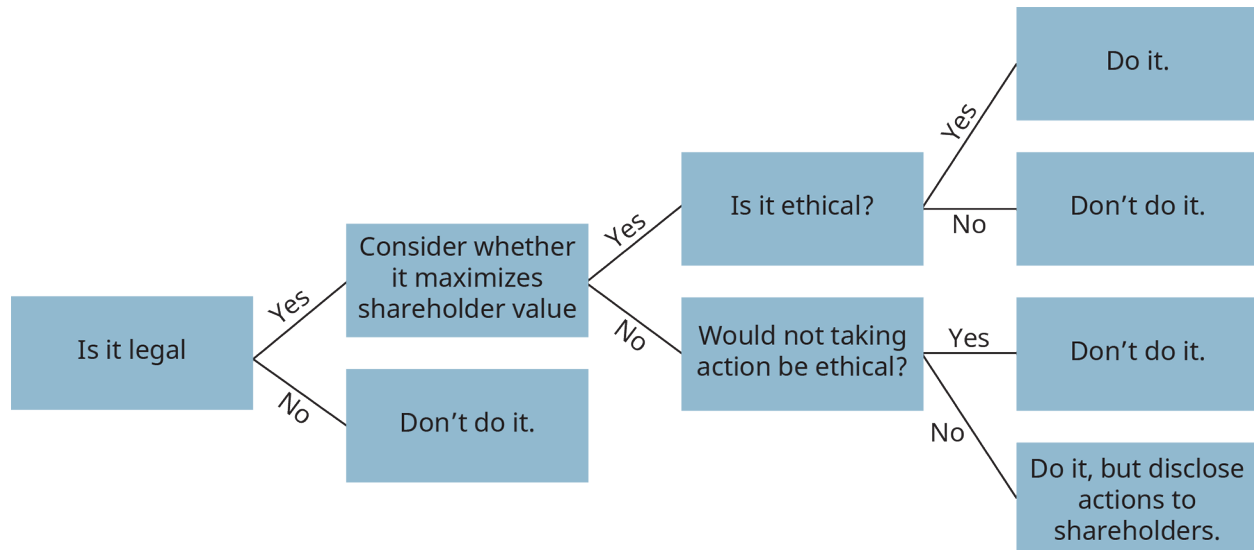 Is it legal
Yes
No
Consider whether
it maximizes
shareholder value
Don’t do it.
Yes
No
Is it ethical?
Would not taking
action be ethical?
Yes
No
Yes
No
Do it.
Don’t do it.
Don’t do it.
Do it, but disclose
actions to
shareholders.